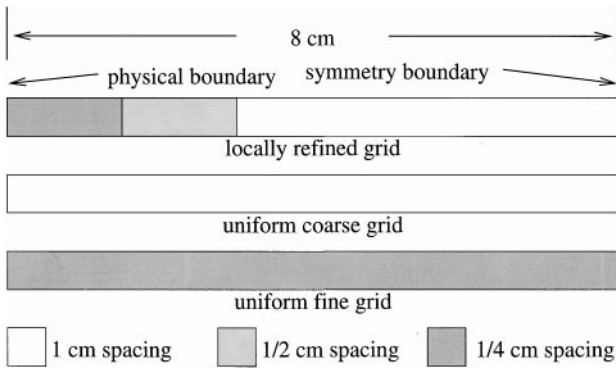 8 cm
physical boundary symmetry boundary
locally refined grid
uniform coarse grid
uniform fine grid
1 cm spacing 1/2 cm spacing 1/4 cm spacing